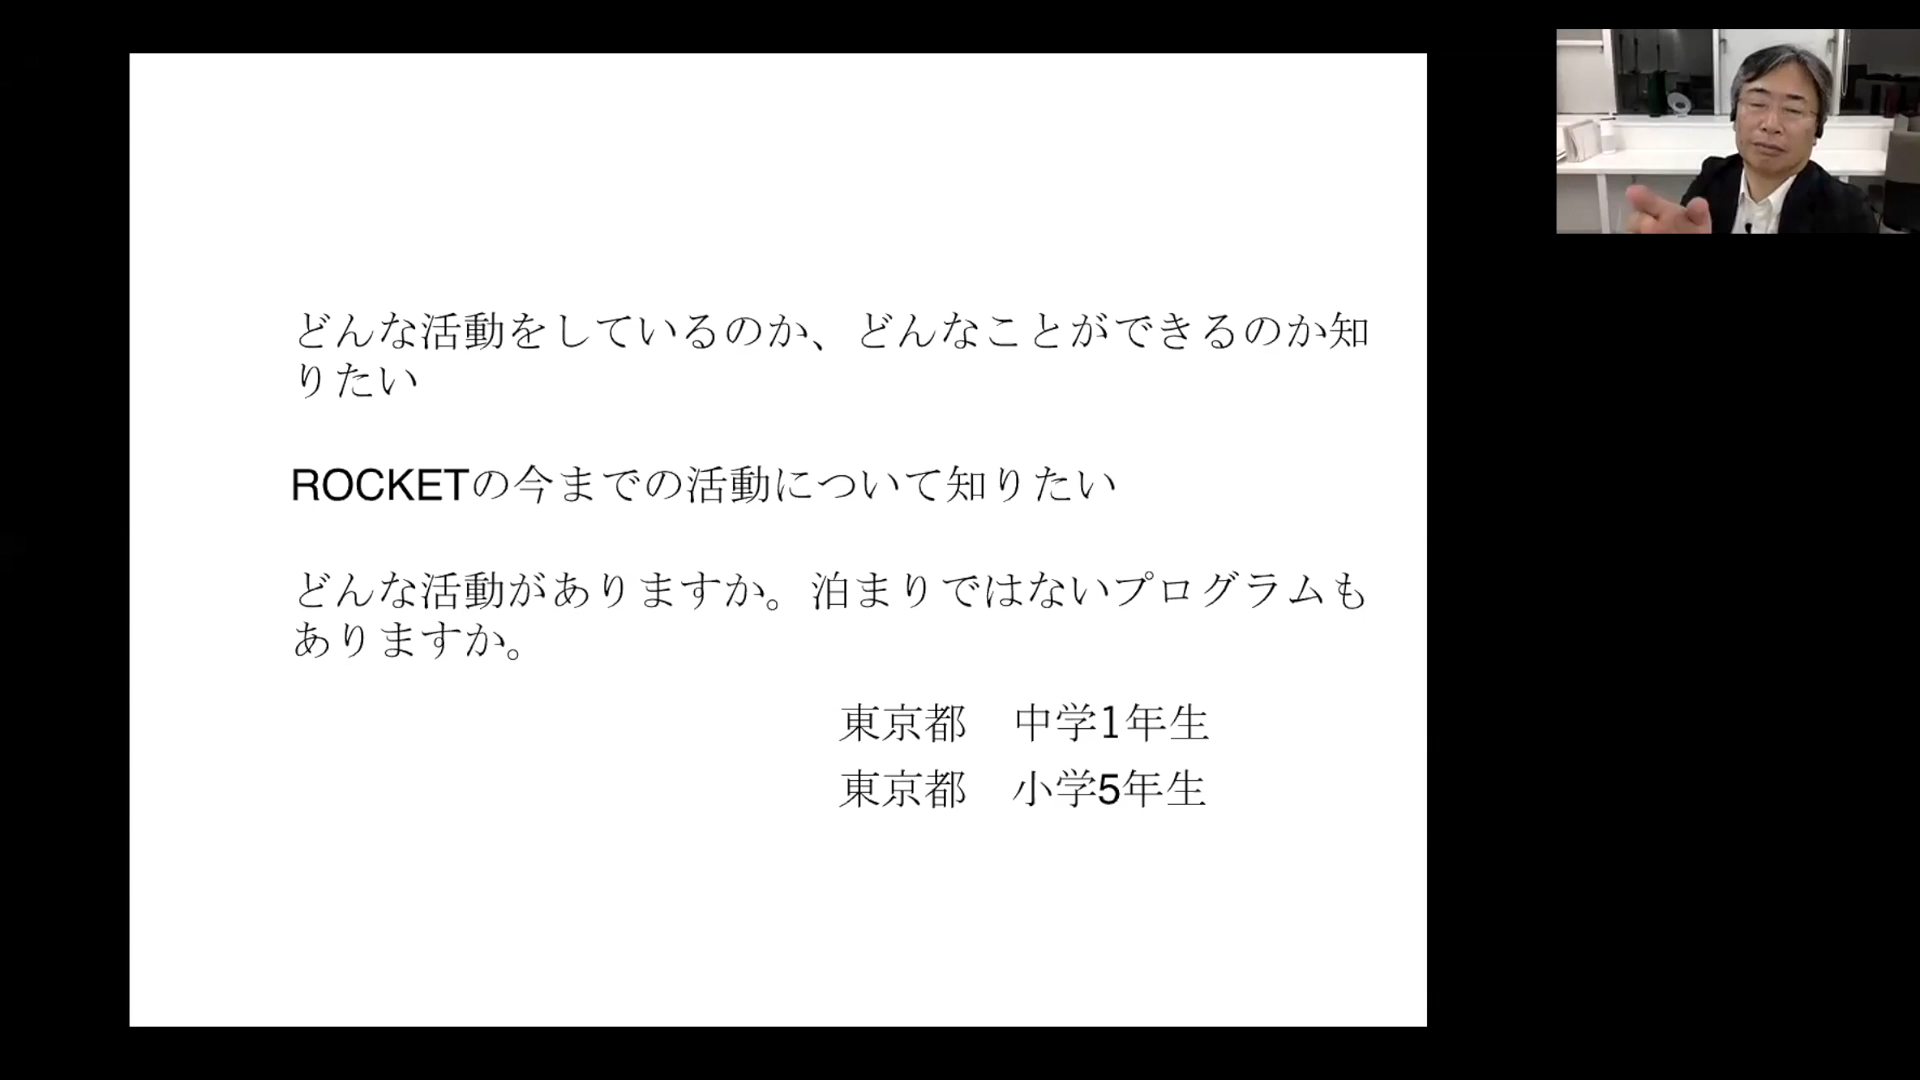 どんな活動をしているのか、どんなことができるのか知
りたい
ROCKETの今までの活動について知りたい
どんな活動がありますか。泊まりではないプログラムも
ありますか。
東京都　中学1年生
東京都　小学5年生